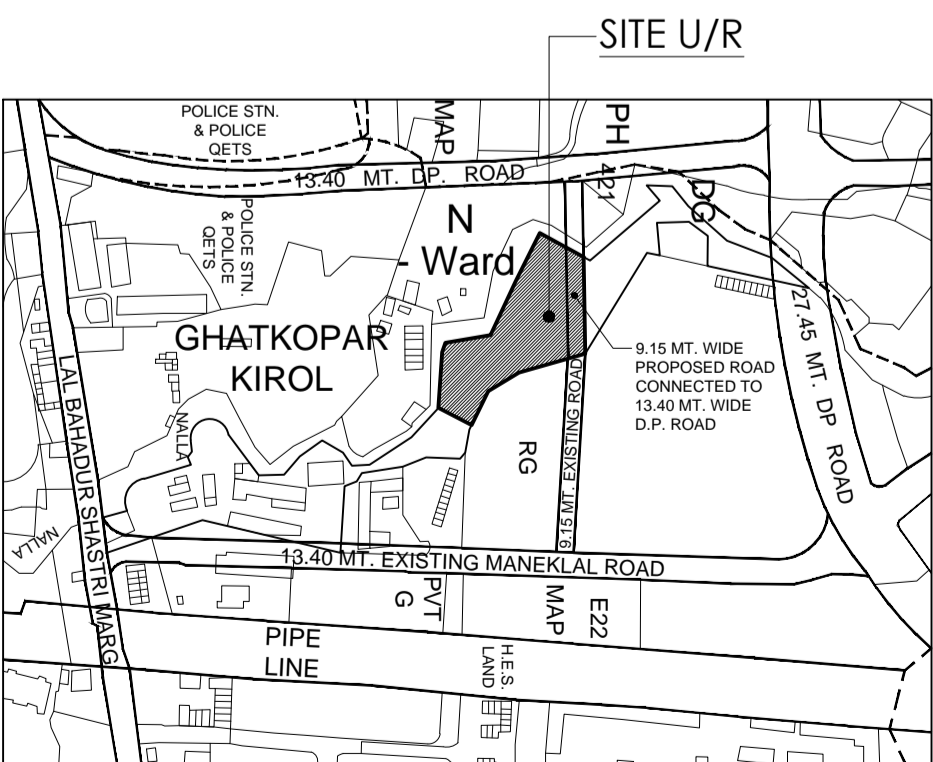 SITE U/R
POLICE STN.
& POLICE
QETS
MAP
PH
421
DG
13.40 MT. DP. ROAD
POLICE STN.
& POLICE
QETS
N
- Ward
GHATKOPAR
KIROL
27.45 MT. DP ROAD
9.15 MT. WIDE
PROPOSED ROAD
CONNECTED TO
13.40 MT. WIDE
D.P. ROAD
LAL BAHADUR SHASTRI MARG
NALLA
NALLA
RG
9.15 MT. EXISTING ROAD
13.40 MT. EXISTING MANEKLAL ROAD
PVT
G
MAP
E22
PIPE
LINE
H.E.S.
LAND